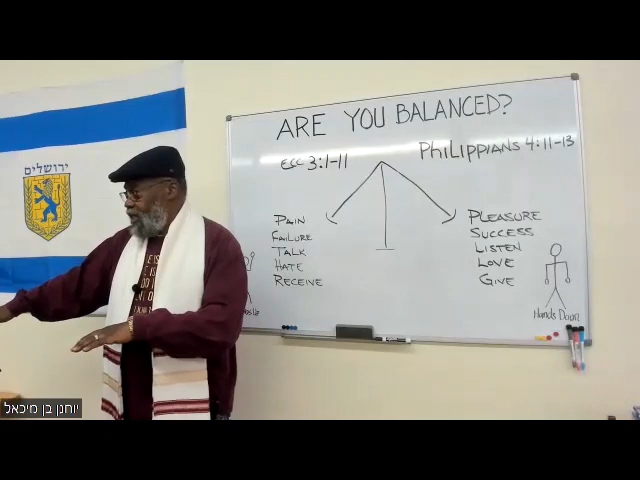 ירושלים
ARE YOU BALANCED?
Ecc 3:1-11
PHILIPPIANS 4:11-13
PAIN
FAILURE
TALK
HATE
RECEIVE
PLEASURE
SUCCESS
LISTEN
LOVE
GIVE
Hands Down
יוחנן בן מיכאל